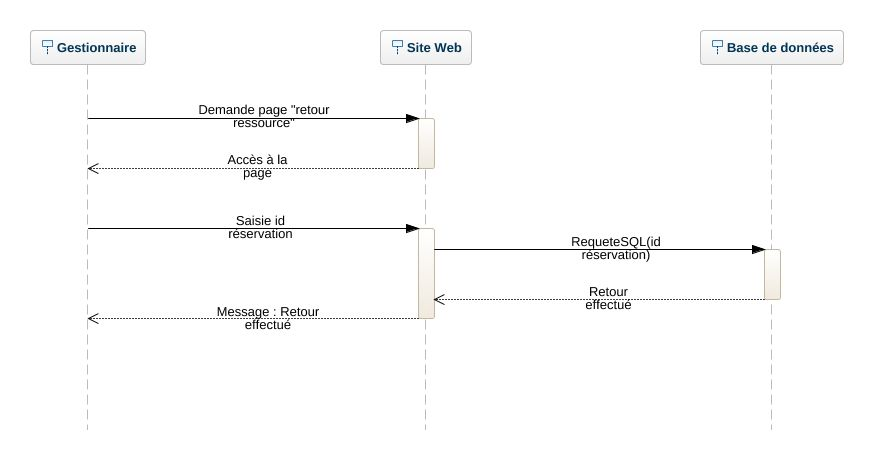 Gestionnaire
Site Web
Base de données
Demande page "retour
ressource"
Accès à la
page
Saisie id
réservation
RequeteSQL(id
réservation)
Retour
effectué
Message : Retour
effectué